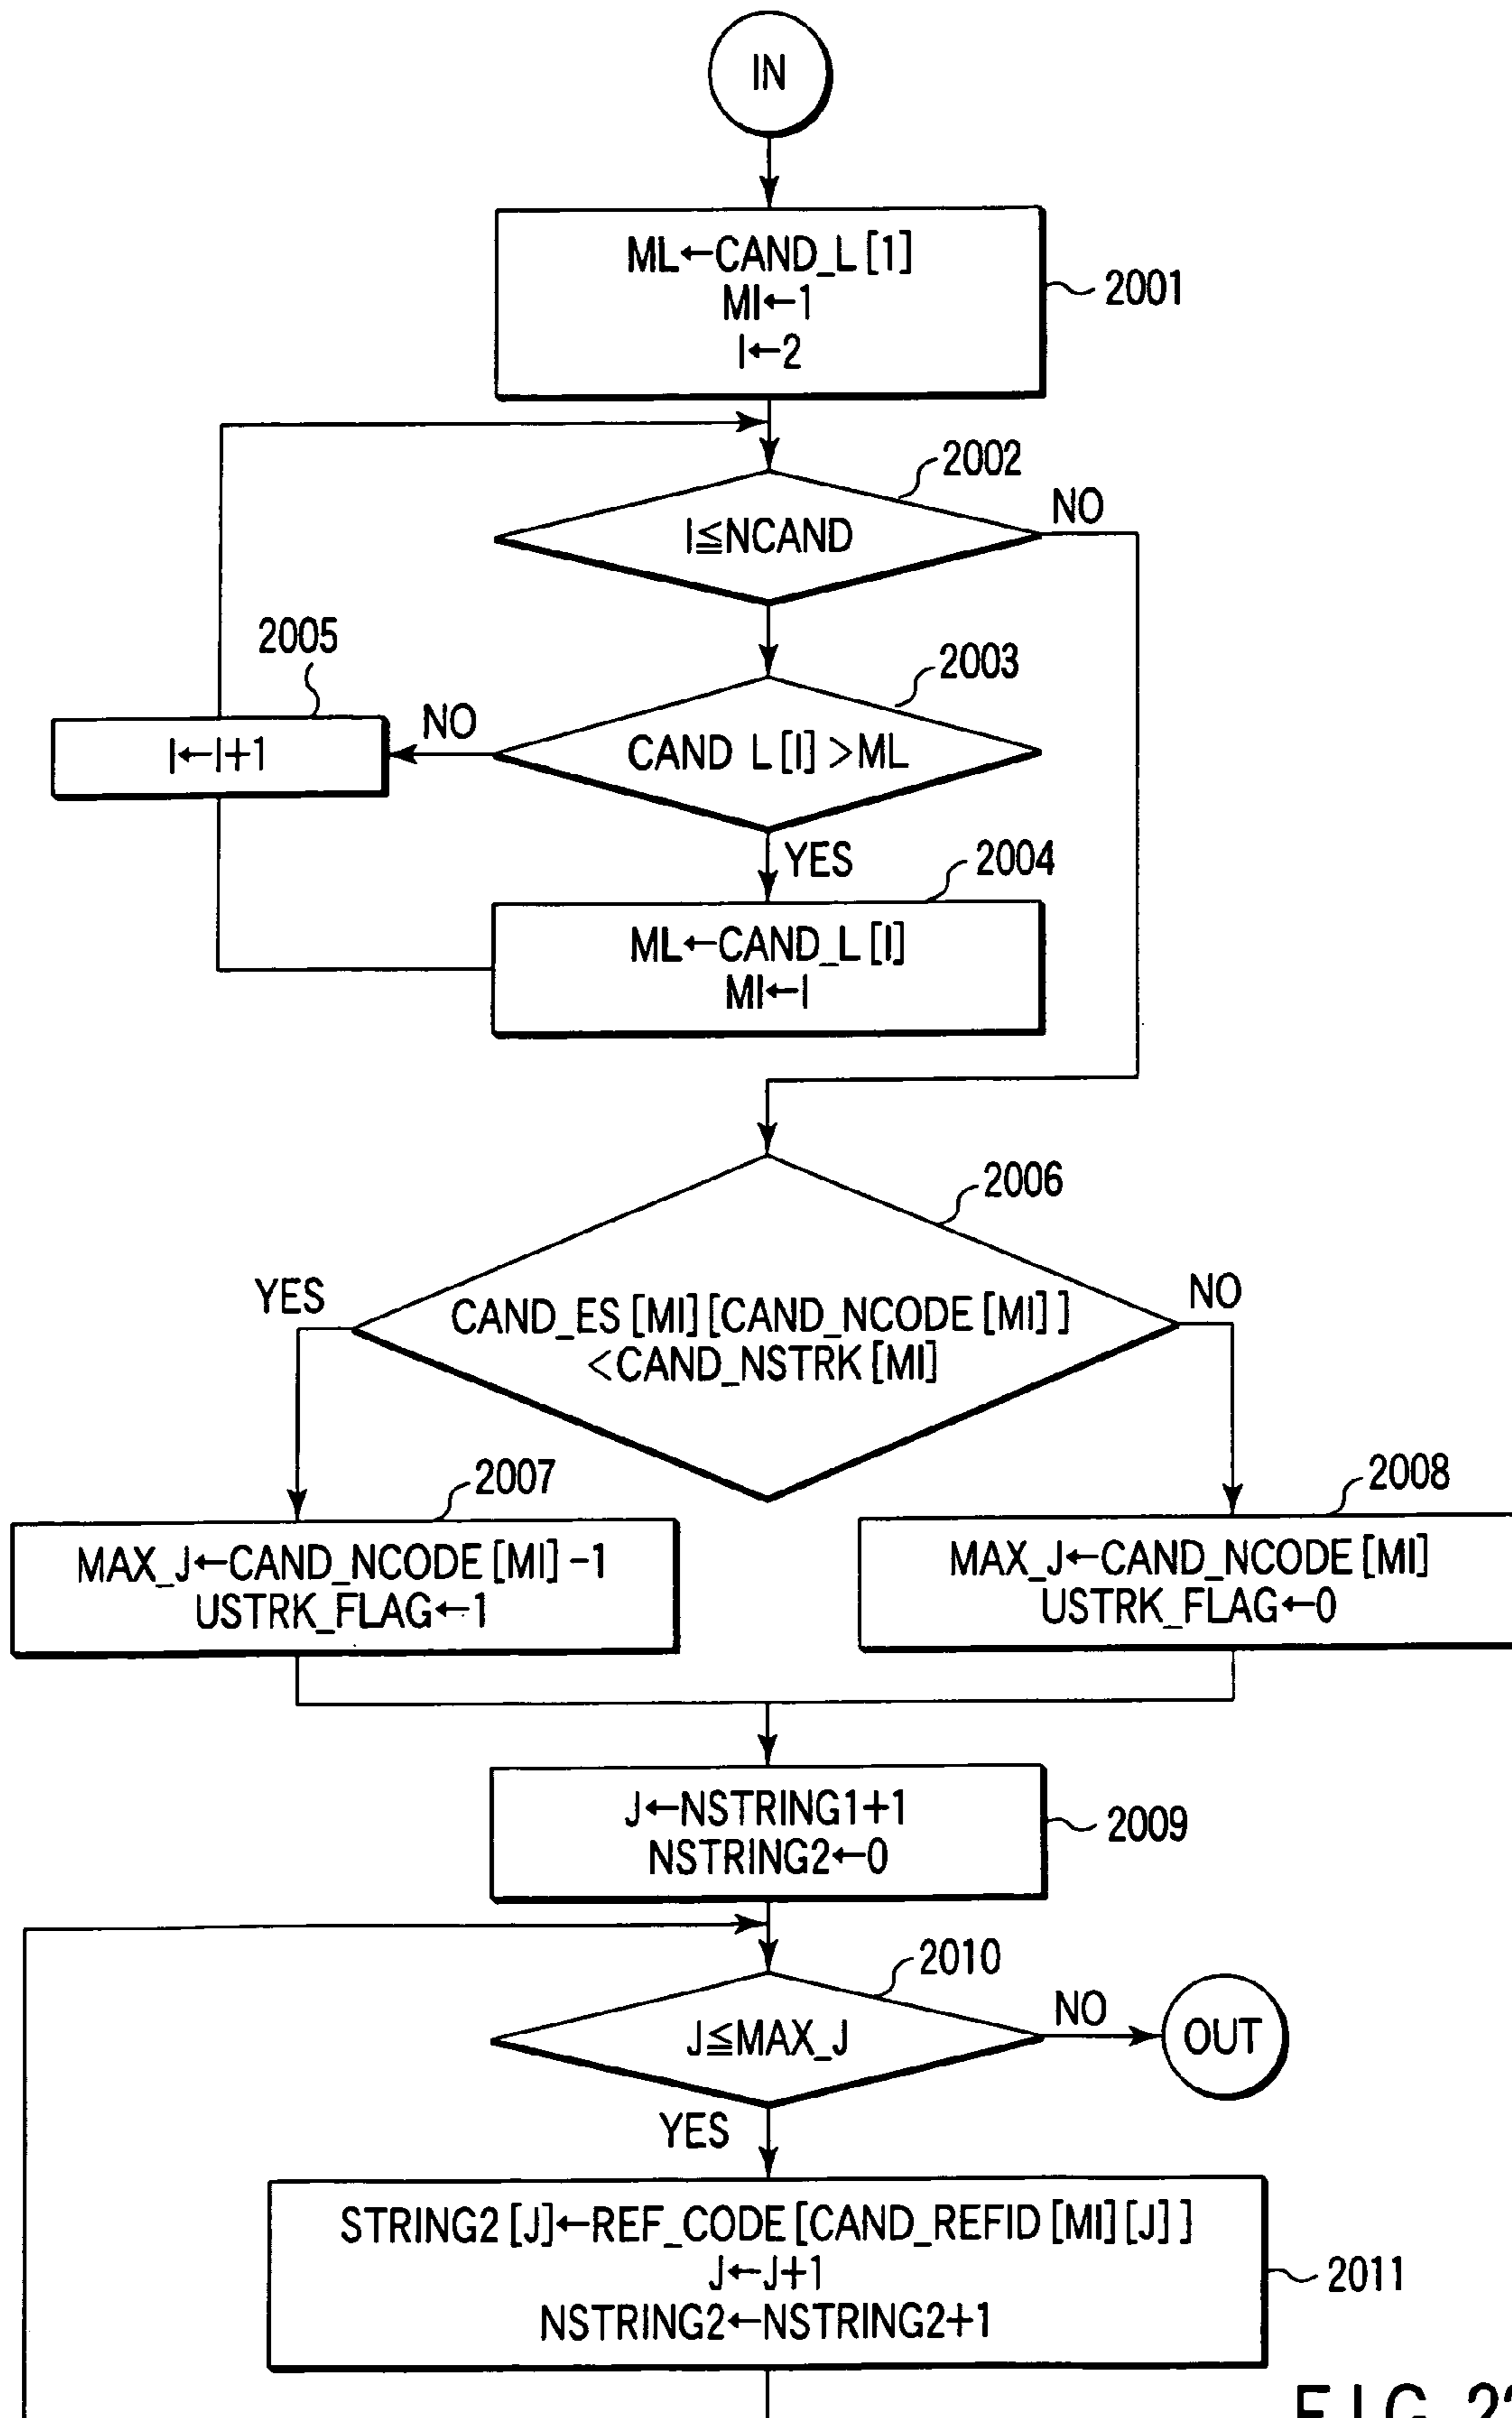 IN
ML←CAND_L[1]
MI←1
I←2
2001
2002
I≦NCAND
NO
2005
2003
I←I+1
NO
CAND L[I]>ML
YES
2004
ML←CAND_L[I]
MI←I
2006
YES
CAND_ES[MI][CAND_NCODE[MI]]
<CAND_NSTRK[MI]
NO
2007
2008
MAX_J←CAND_NCODE[MI]-1
USTRK_FLAG←1
MAX_J←CAND_NCODE[MI]
USTRK_FLAG←0
J←NSTRING1+1
NSTRING2←0
2009
2010
J≦MAX_J
NO
OUT
YES
STRING2[J]←REF_CODE[CAND_REFID[MI][J]]
J←J+1
NSTRING2←NSTRING2+1
2011
FIG.